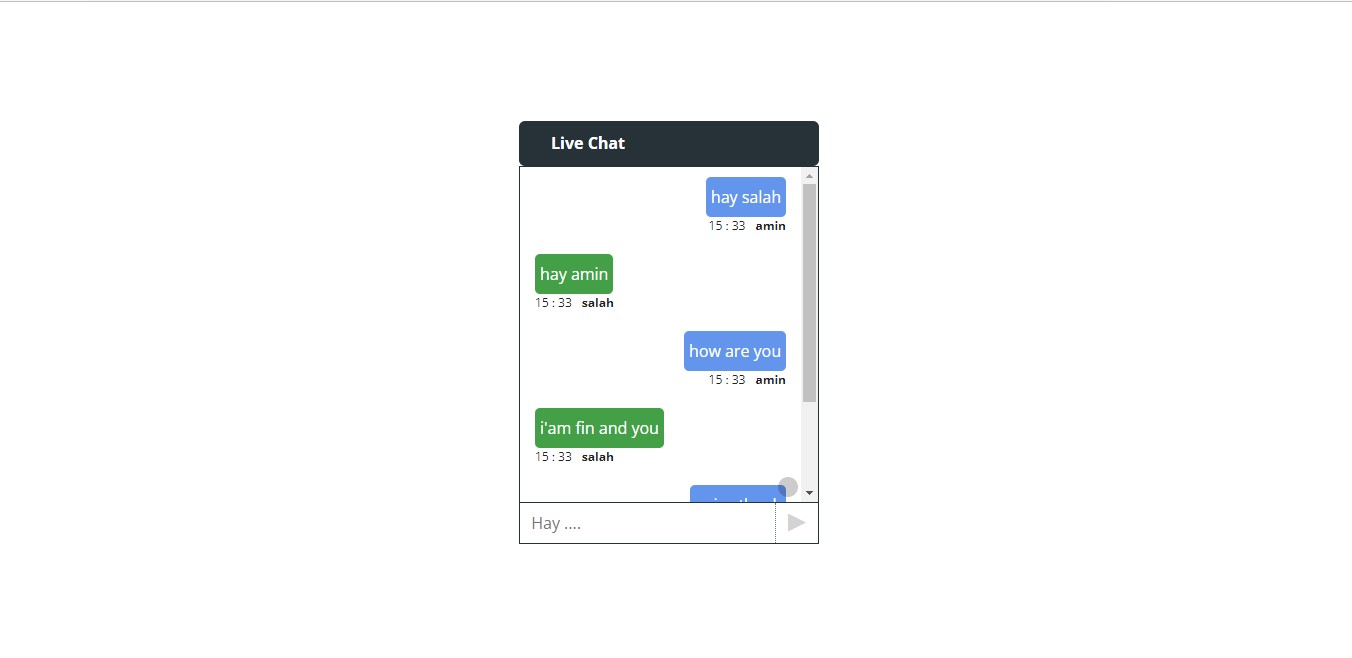 Live Chat
hay salah
15 : 33 amin
hay amin
15 : 33 salah
how are you
15 : 33 amin
i'am fin and you
15 : 33 salah
Hay ....